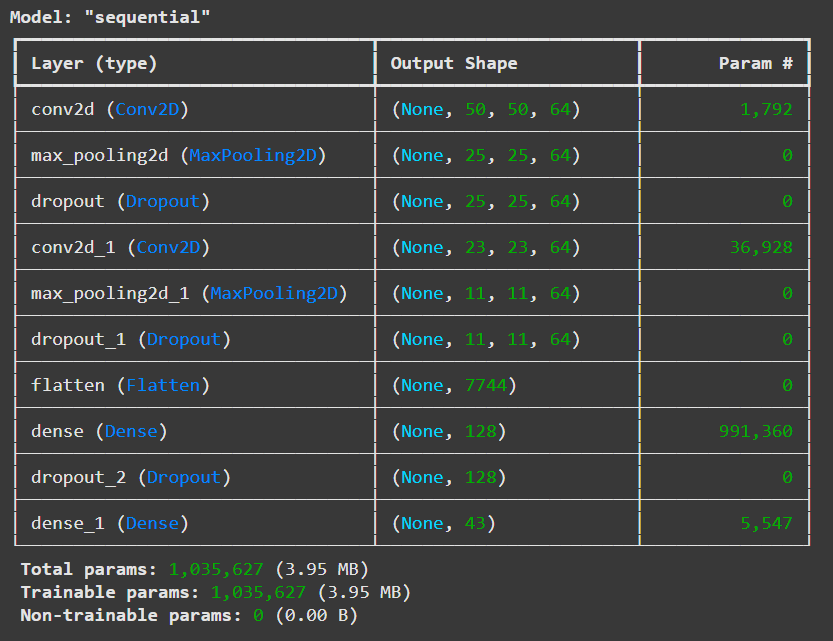 Model: "sequential"
Layer (type) Output Shape Param #
conv2d (Conv2D) (None, 50, 50, 64) 1,792
max_pooling2d (MaxPooling2D) (None, 25, 25, 64) 0
dropout (Dropout) (None, 25, 25, 64) 0
conv2d_1 (Conv2D) (None, 23, 23, 64) 36,928
max_pooling2d_1 (MaxPooling2D) (None, 11, 11, 64) 0
dropout_1 (Dropout) (None, 11, 11, 64) 0
flatten (Flatten) (None, 7744) 0
dense (Dense) (None, 128) 991,360
dropout_2 (Dropout) (None, 128) 0
dense_1 (Dense) (None, 43) 5,547
Total params: 1,035,627 (3.95 MB)
Trainable params: 1,035,627 (3.95 MB)
Non-trainable params: 0 (0.00 B)